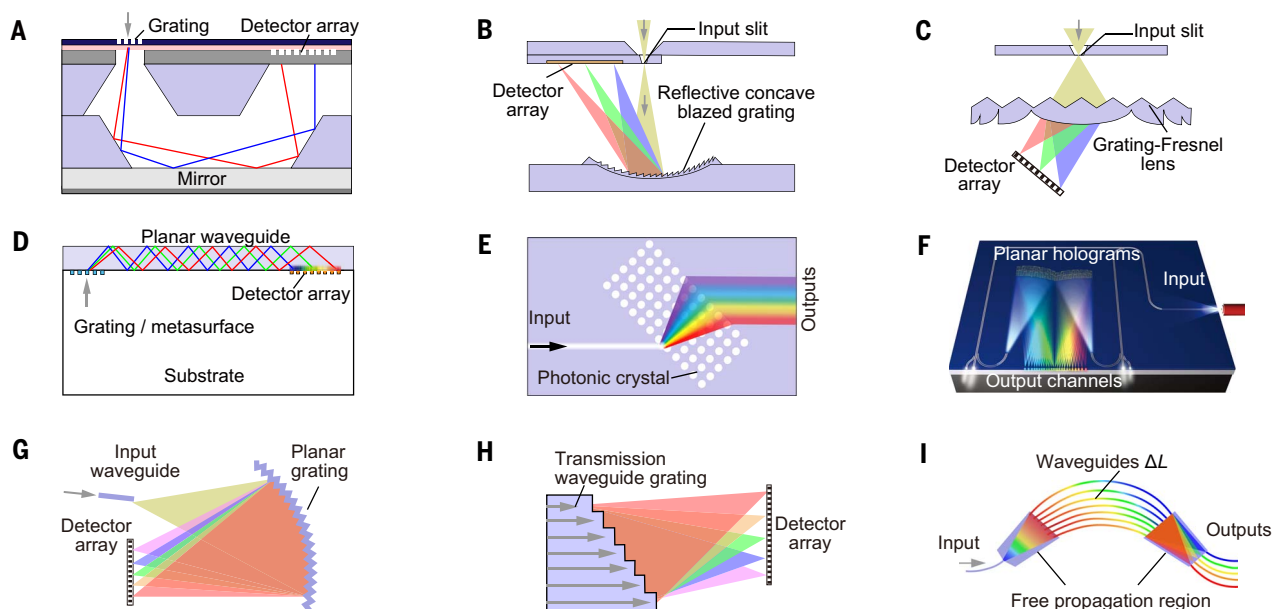 A
Grating
Detector array
Mirror
B
Input slit
Detector
array
Reflective concave
blazed grating
C
Input slit
Grating-Fresnel
lens
Detector
array
D
Planar waveguide
Detector array
Grating / metasurface
Substrate
E
Input
Outputs
Photonic crystal
F
Planar holograms
Input
Output channels
G
Input
waveguide
Planar
grating
Detector
array
H
Transmission
waveguide grating
Detector
array
I
Waveguides ΔL
Input
Outputs
Free propagation region